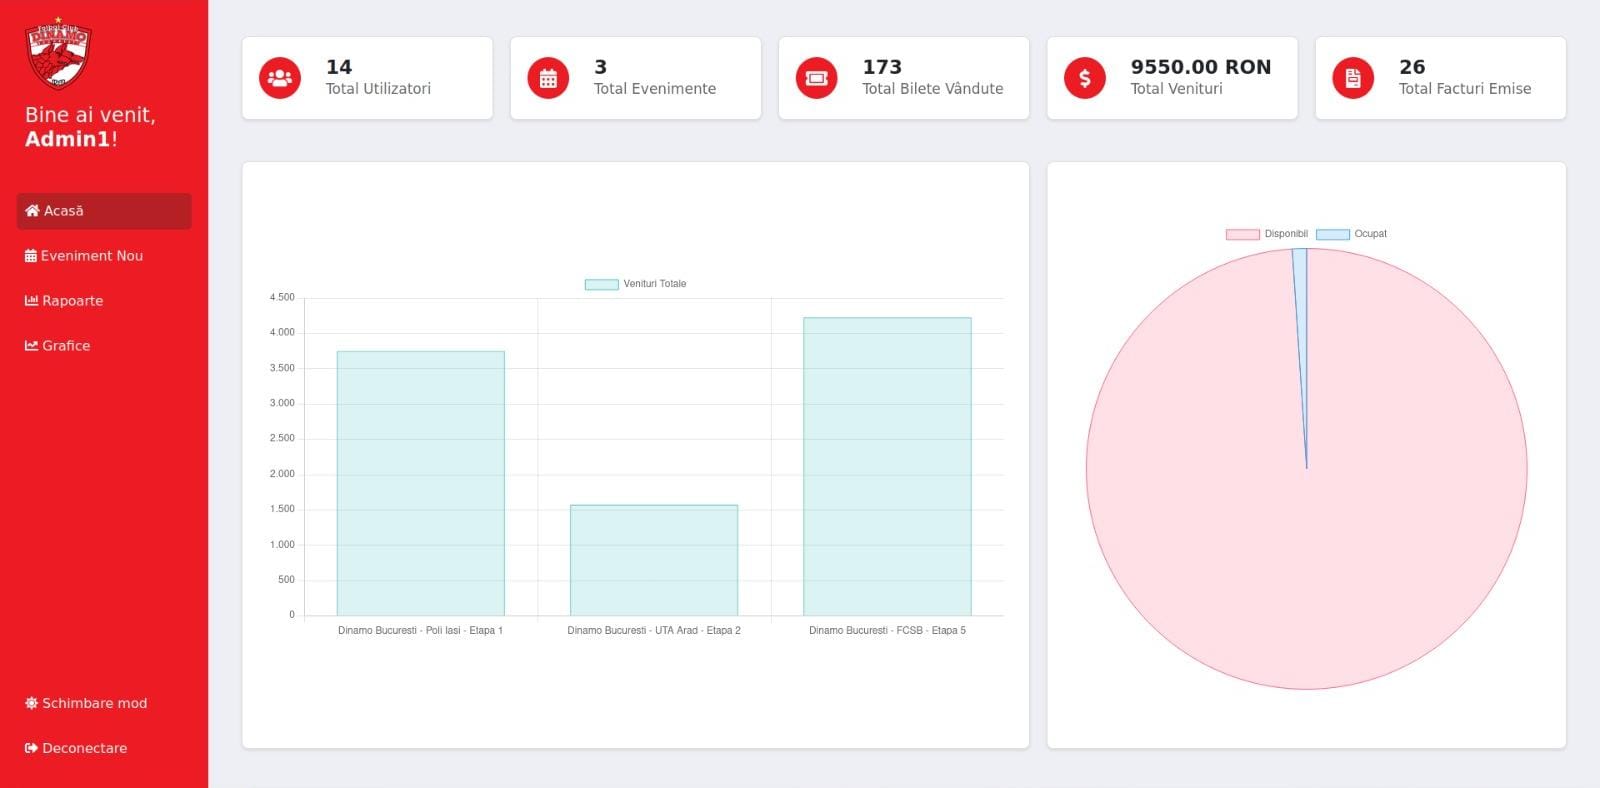 Fotbal Club
DINAMO
Bine ai venit,
Admin1!
Acasă
Eveniment Nou
Rapoarte
Grafice
Schimbare mod
Deconectare
14
Total Utilizatori
3
Total Evenimente
173
Total Bilete Vândute
9550.00 RON
Total Venituri
26
Total Facturi Emise
Venituri Totale
4.500
4.000
3.500
3.000
2.500
2.000
1.500
1.000
500
0
Dinamo Bucuresti - Poli Iasi - Etapa 1
Dinamo Bucuresti - UTA Arad - Etapa 2
Dinamo Bucuresti - FCSB - Etapa 5
Disponibil
Ocupat